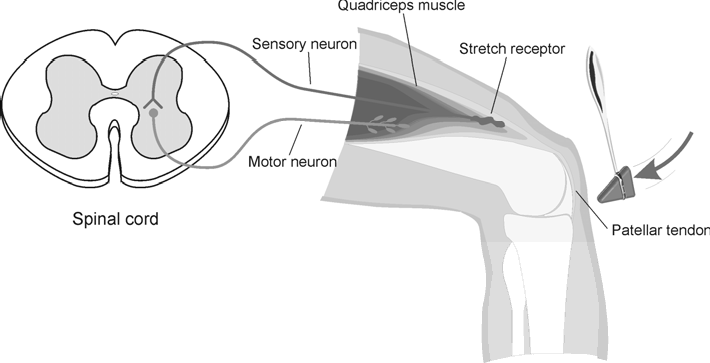 Quadriceps muscle
Sensory neuron
Stretch receptor
Motor neuron
Spinal cord
Patellar tendon